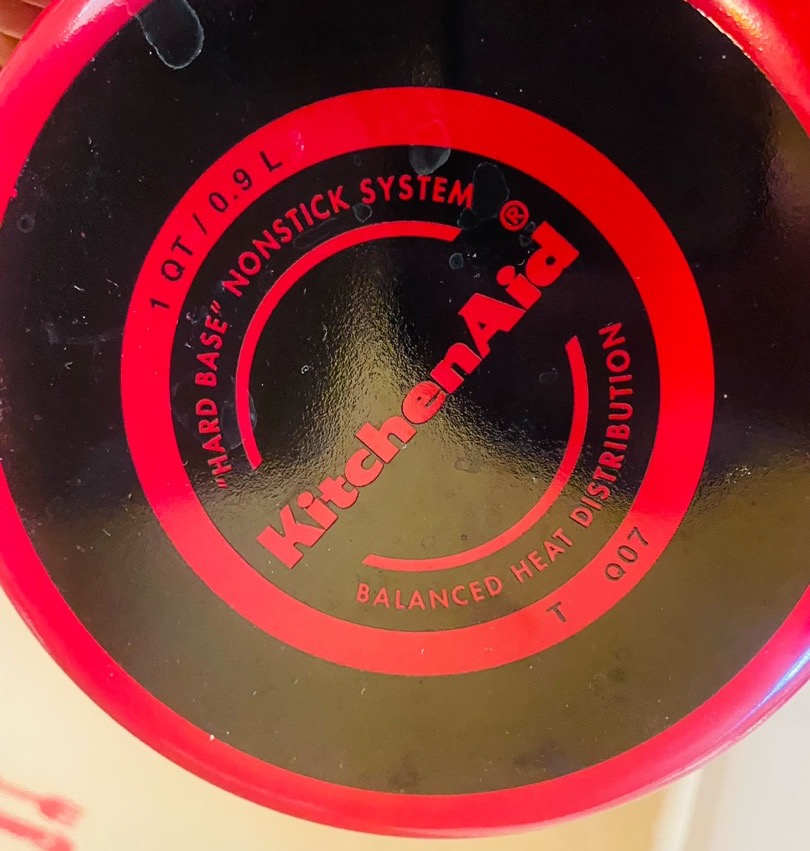 1 QT / 0.9 L
"HARD BASE" NONSTICK SYSTEM
KitchenAid®
BALANCED HEAT DISTRIBUTION
T Q07